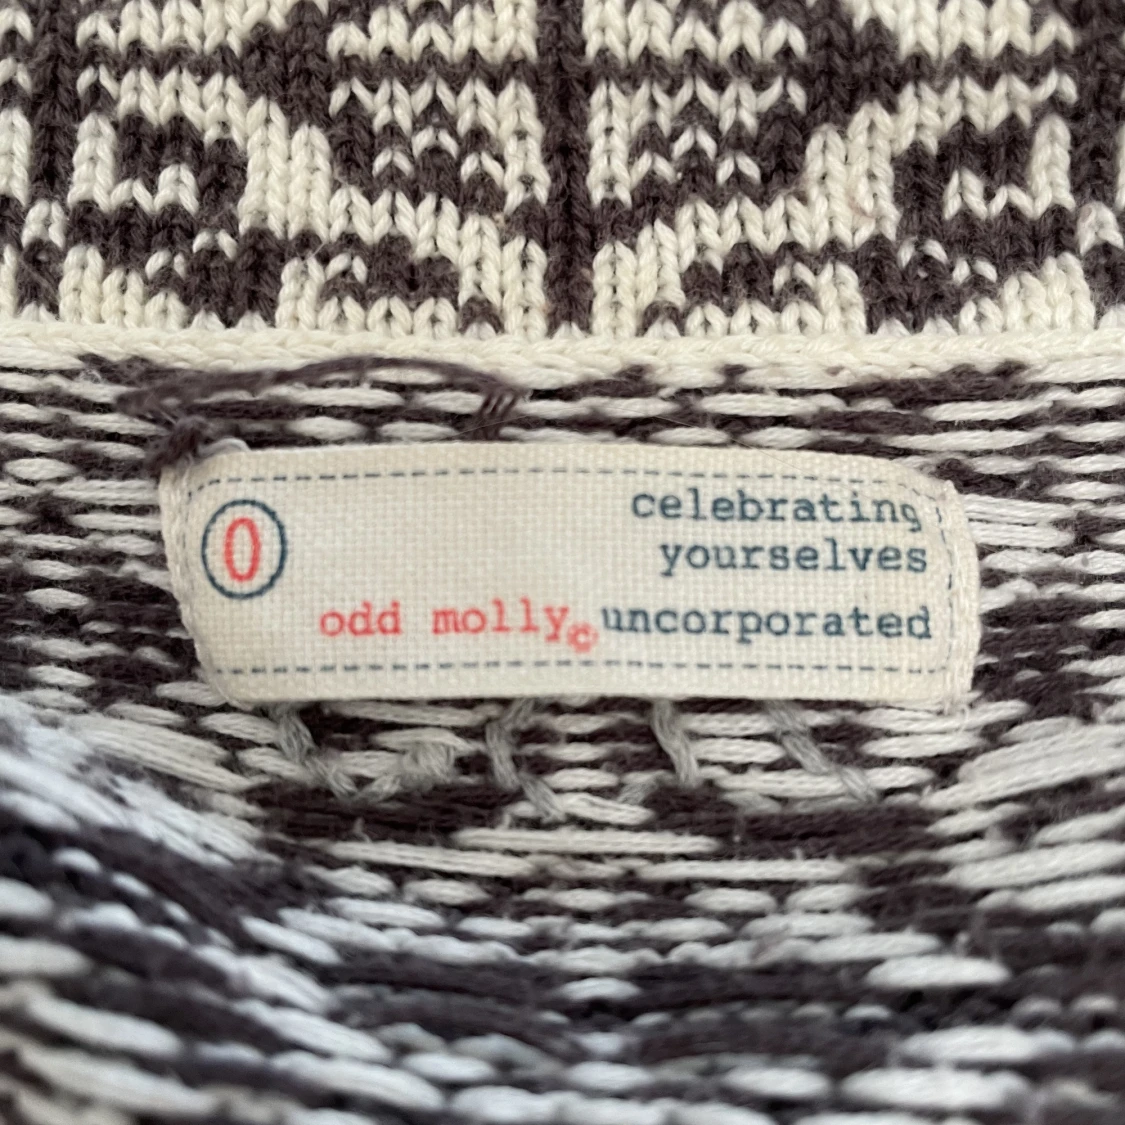 0
celebrating
yourselves
odd molly© uncorporated